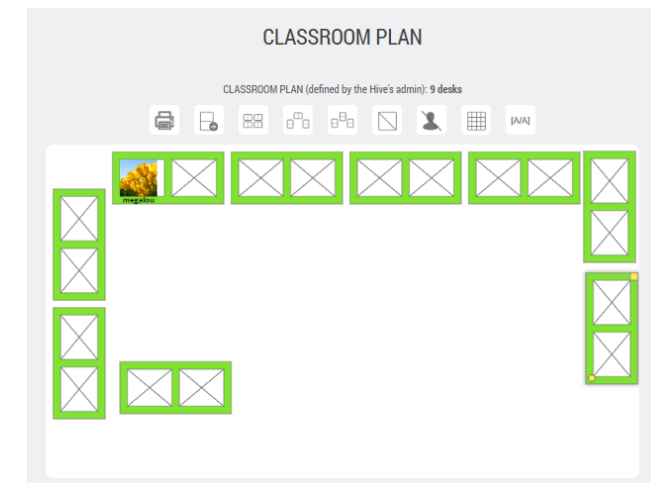 CLASSROOM PLAN
CLASSROOM PLAN (defined by the Hive's admin): 9 desks
[A/A]
megalou